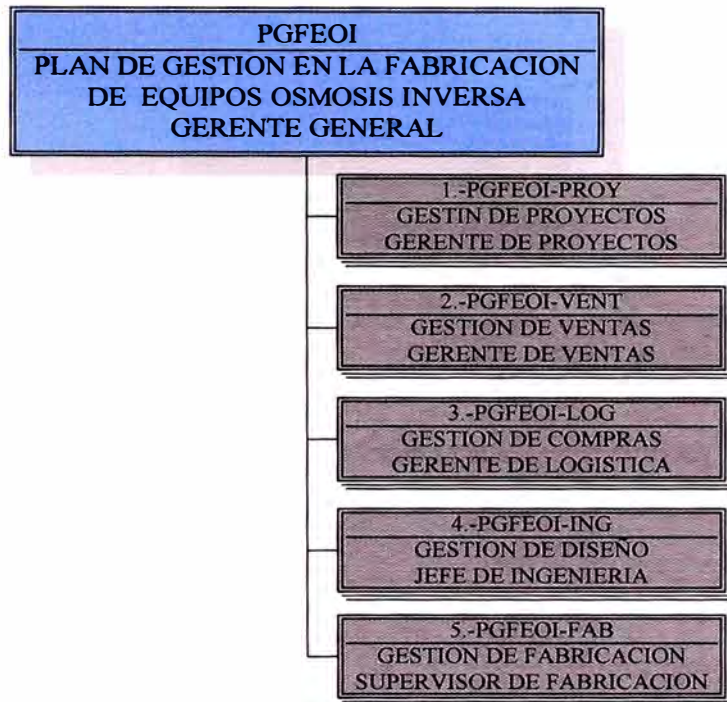 PGFEOI
PLAN DE GESTION EN LA FABRICACION
DE EQUIPOS OSMOSIS INVERSA
GERENTE GENERAL
1.-PGFEOI-PROY
GESTIN DE PROYECTOS
GERENTE DE PROYECTOS
2.-PGFEOI-VENT
GESTION DE VENTAS
GERENTE DE VENTAS
3.-PGFEOI-LOG
GESTION DE COMPRAS
GERENTE DE LOGISTICA
4.-PGFEOI-ING
GESTION DE DISEÑO
JEFE DE INGENIERIA
5.-PGFEOI-FAB
GESTION DE FABRICACION
SUPERVISOR DE FABRICACION